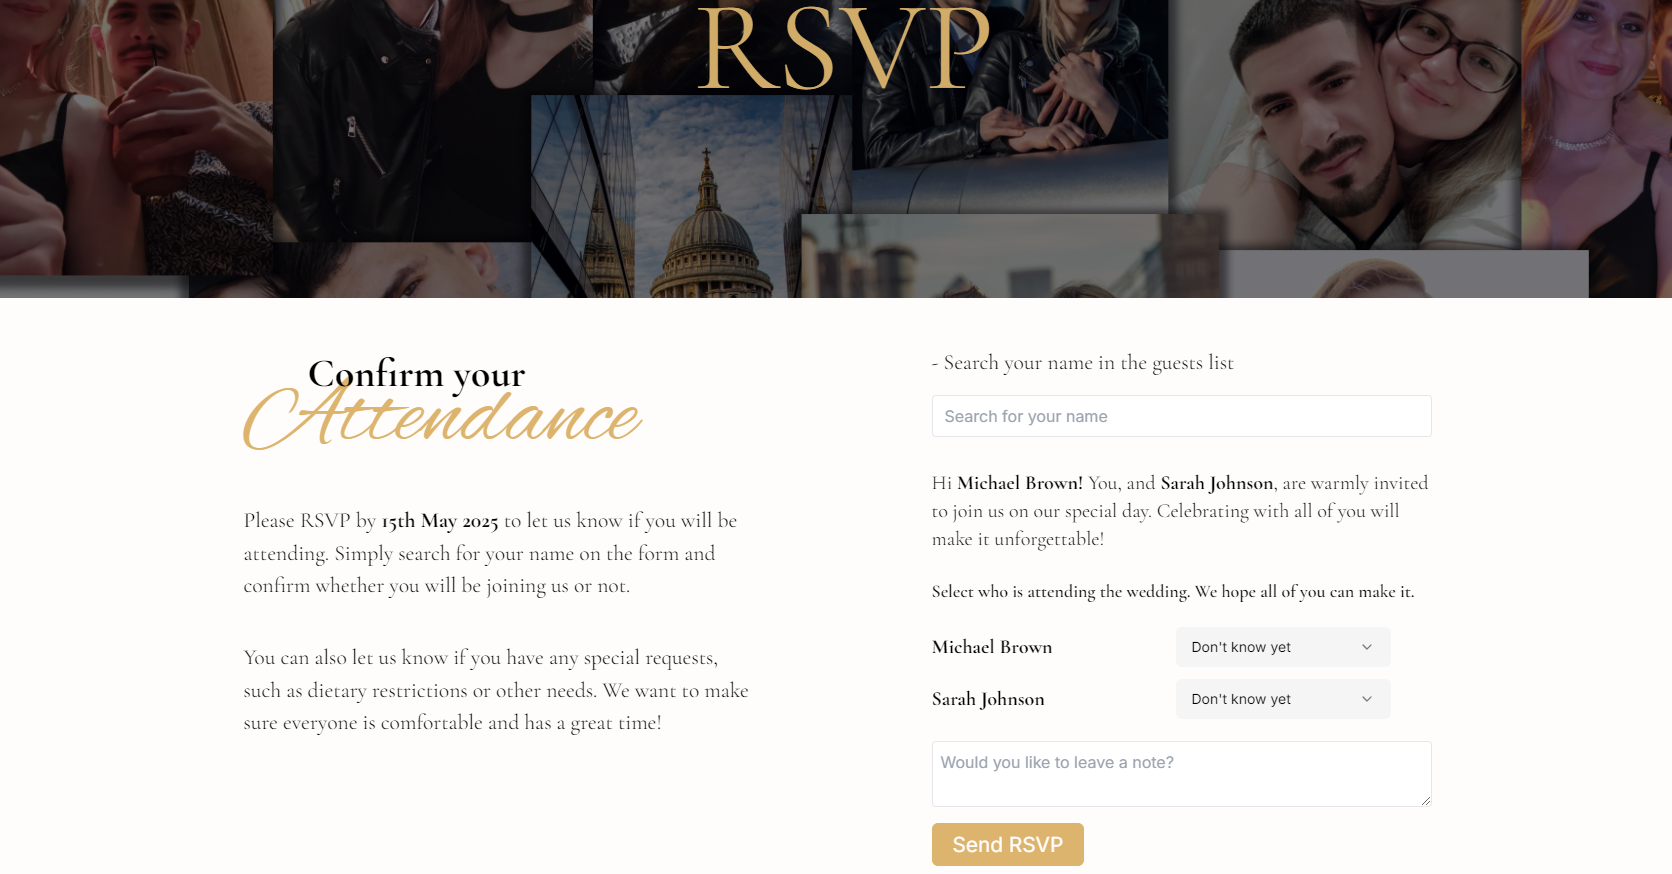 RSVP
Confirm your
Attendance
Please RSVP by 15th May 2025 to let us know if you will be
attending. Simply search for your name on the form and
confirm whether you will be joining us or not.
You can also let us know if you have any special requests,
such as dietary restrictions or other needs. We want to make
sure everyone is comfortable and has a great time!
- Search your name in the guests list
Search for your name
Hi Michael Brown! You, and Sarah Johnson, are warmly invited
to join us on our special day. Celebrating with all of you will
make it unforgettable!
Select who is attending the wedding. We hope all of you can make it.
Michael Brown Don't know yet
Sarah Johnson Don't know yet
Would you like to leave a note?
Send RSVP